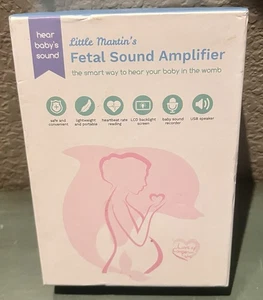 hear
baby's
sound
Little Martin's
Fetal Sound Amplifier
the smart way to hear your baby in the womb
safe and
convenient
lightweight
and portable
heartbeat rate
reading
LCD backlight
screen
baby sound
recorder
USB speaker